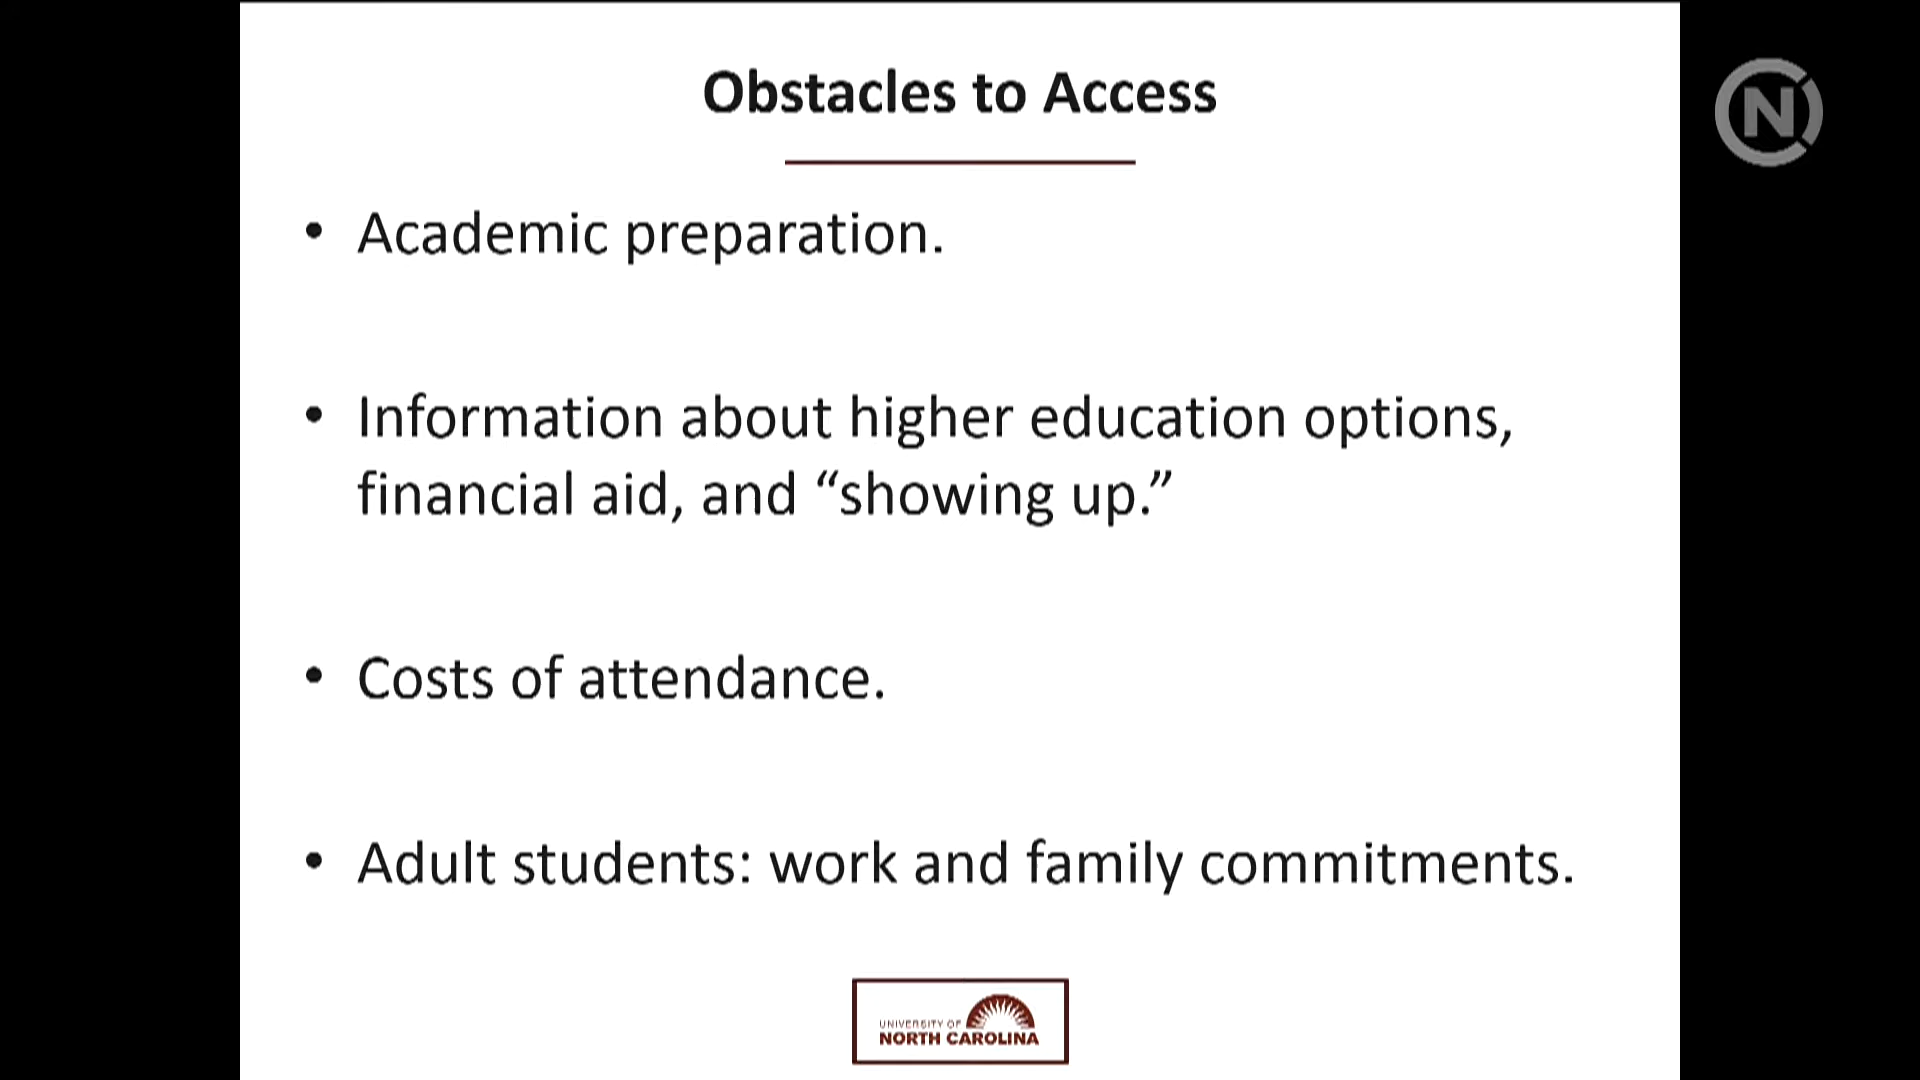 Obstacles to Access
• Academic preparation.
• Information about higher education options,
financial aid, and “showing up.”
• Costs of attendance.
• Adult students: work and family commitments.
UNIVERSITY OF
NORTH CAROLINA
N